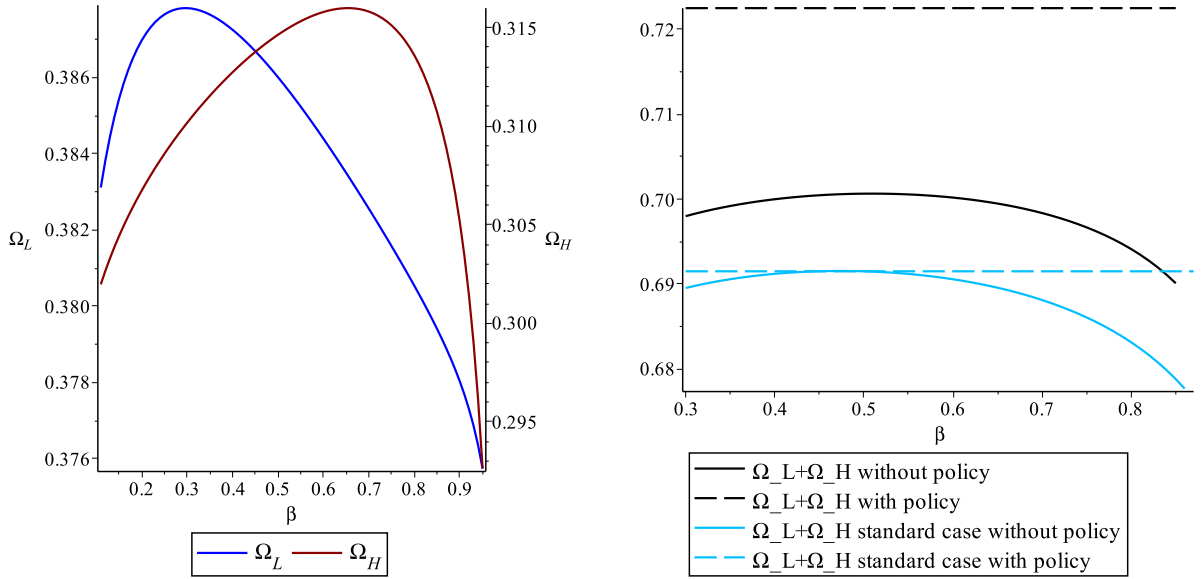 0.386
0.384
0.382
0.380
0.378
0.376
Ω_L
0.315
0.310
0.305
0.300
0.295
Ω_H
0.2 0.3 0.4 0.5 0.6 0.7 0.8 0.9
β
Ω_L Ω_H
0.72
0.71
0.70
0.69
0.68
0.3 0.4 0.5 0.6 0.7 0.8
β
Ω_L+Ω_H without policy
Ω_L+Ω_H with policy
Ω_L+Ω_H standard case without policy
Ω_L+Ω_H standard case with policy